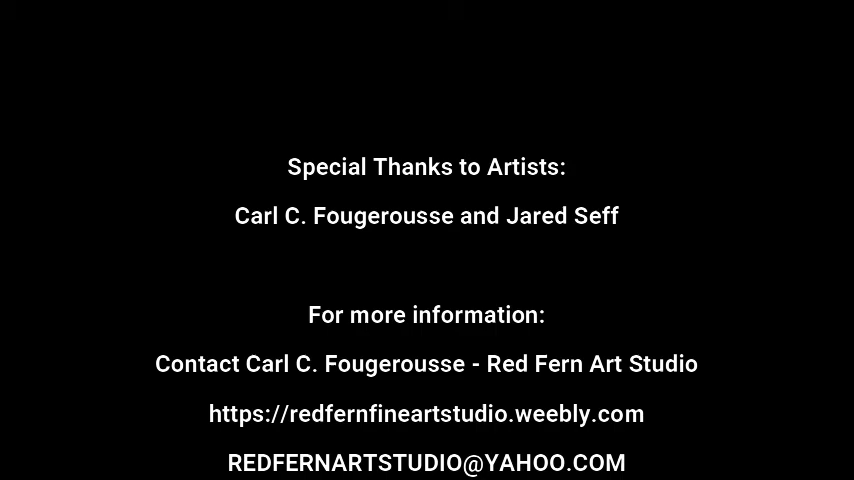 Special Thanks to Artists:
Carl C. Fougerousse and Jared Seff
For more information:
Contact Carl C. Fougerousse - Red Fern Art Studio
https://redfernfineartstudio.weebly.com
REDFERNARTSTUDIO@YAHOO.COM